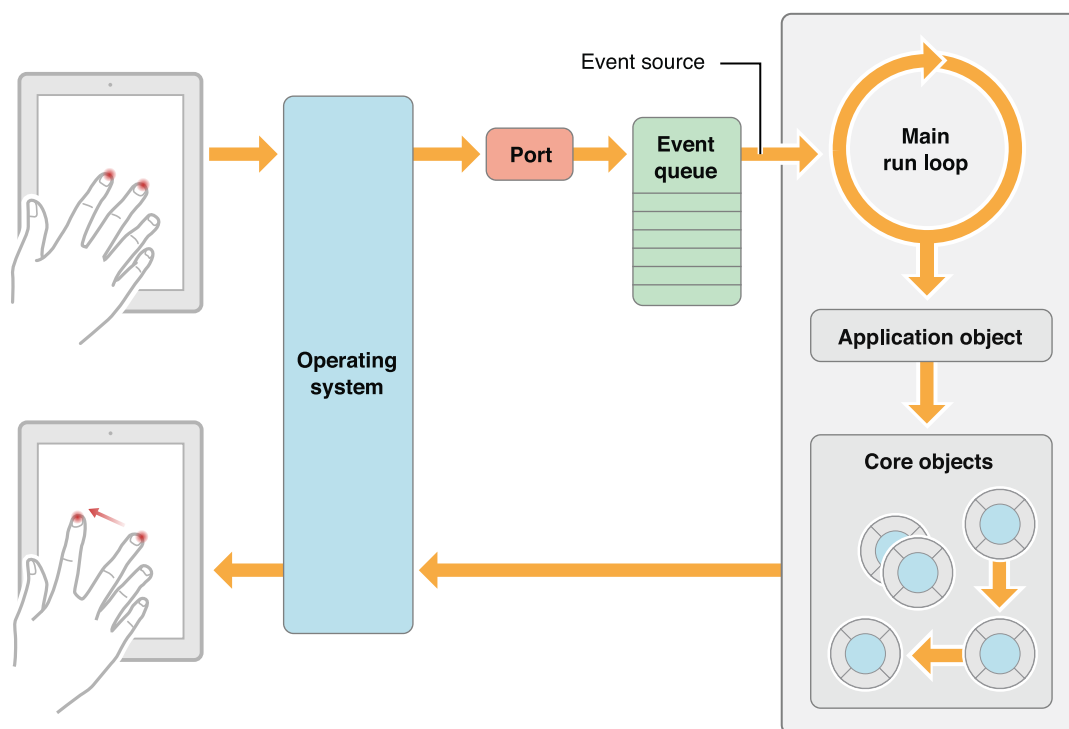 Event source
Main
run loop
Port
Event
queue
Application object
Operating
system
Core objects